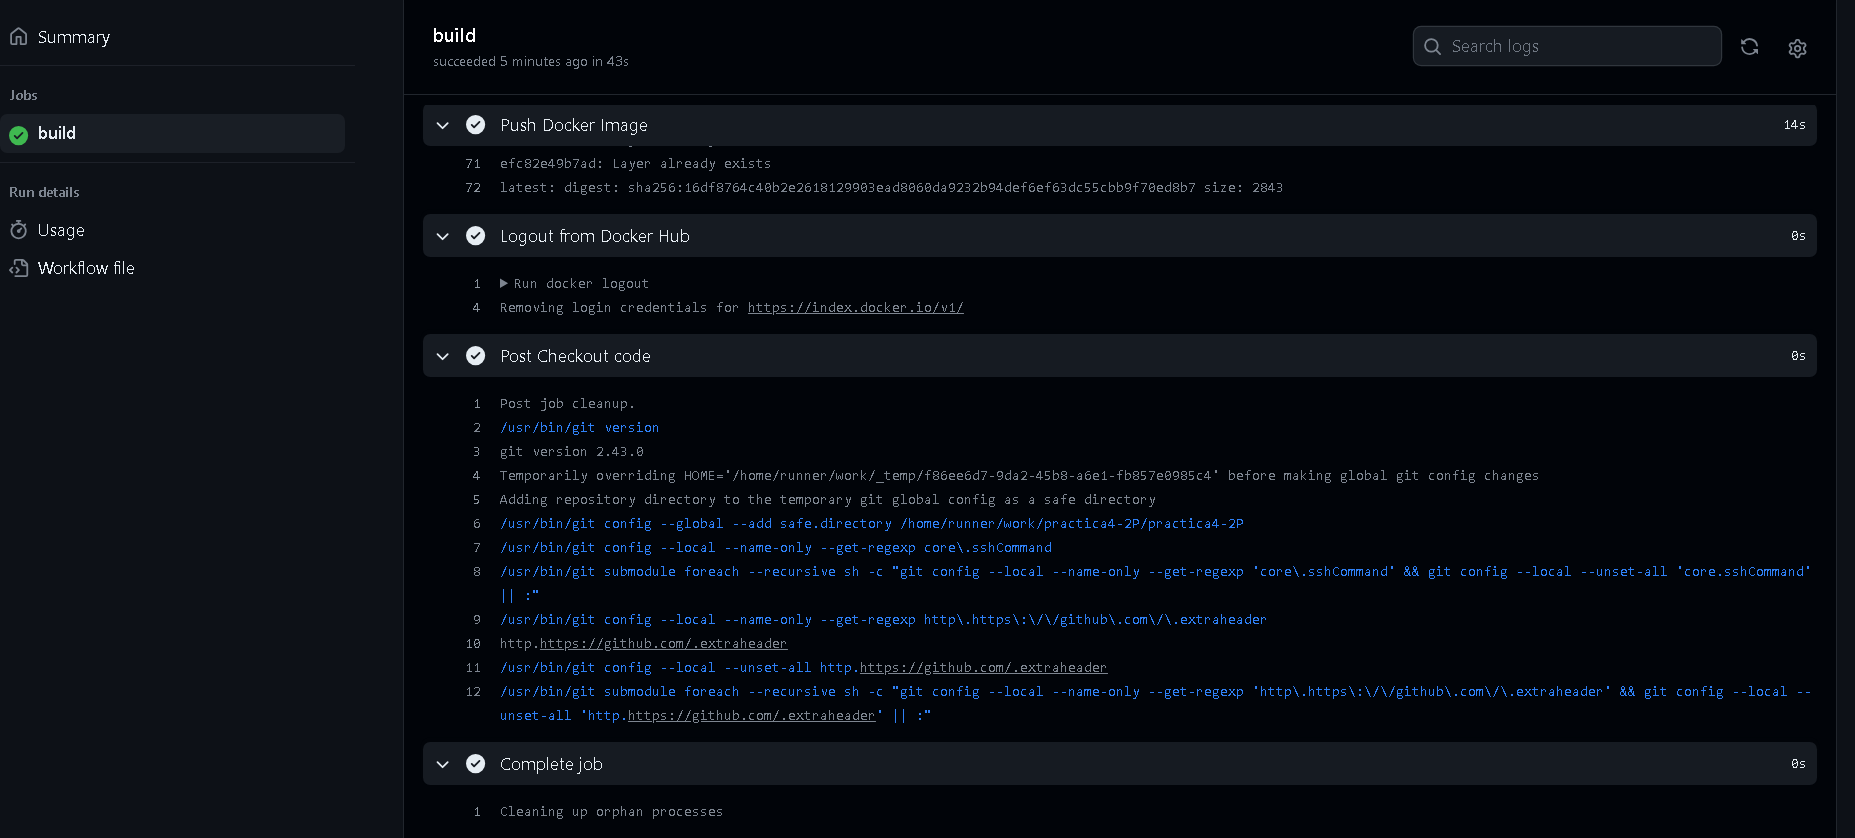 Summary
Jobs
build
Run details
Usage
Workflow file
build
succeeded 5 minutes ago in 43s
Search logs
Push Docker Image
14s
71 efc82e49b7ad: Layer already exists
72 latest: digest: sha256:16df8764c40b2e2618129903ead8060da9232b94def6ef63dc55cbb9f70ed8b7 size: 2843
Logout from Docker Hub
0s
1 Run docker logout
4 Removing login credentials for https://index.docker.io/v1/
Post Checkout code
0s
1 Post job cleanup.
2 /usr/bin/git version
3 git version 2.43.0
4 Temporarily overriding HOME='/home/runner/work/_temp/f86ee6d7-9da2-45b8-a6e1-fb857e0985c4' before making global git config changes
5 Adding repository directory to the temporary git global config as a safe directory
6 /usr/bin/git config --global --add safe.directory /home/runner/work/practica4-2P/practica4-2P
7 /usr/bin/git config --local --name-only --get-regexp core\.sshCommand
8 /usr/bin/git submodule foreach --recursive sh -c "git config --local --name-only --get-regexp 'core\.sshCommand' && git config --local --unset-all 'core.sshCommand'
|| :"
9 /usr/bin/git config --local --name-only --get-regexp http\.https\:\/\/github\.com\/\.extraheader
10 http.https://github.com/.extraheader
11 /usr/bin/git config --local --unset-all http.https://github.com/.extraheader
12 /usr/bin/git submodule foreach --recursive sh -c "git config --local --name-only --get-regexp 'http\.https\:\/\/github\.com\/\.extraheader' && git config --local --
unset-all 'http.https://github.com/.extraheader' || :"
Complete job
0s
1 Cleaning up orphan processes